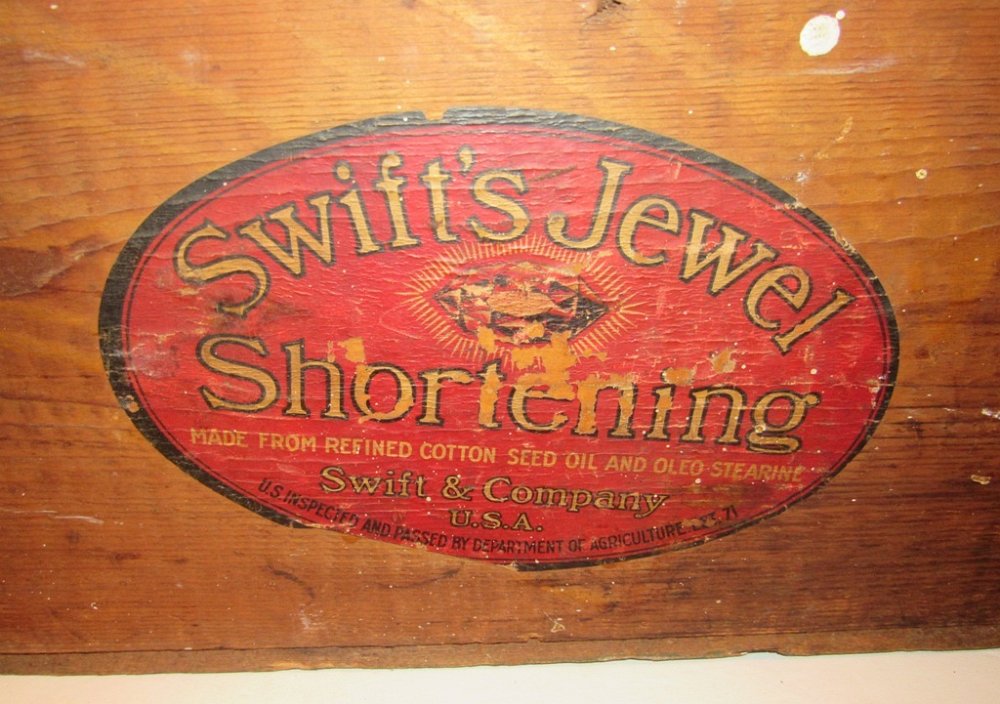 Swift's Jewel
Shortening
MADE FROM REFINED COTTON SEED OIL AND OLEO STEARINE
Swift & Company
U.S.A.
U.S. INSPECTED AND PASSED BY DEPARTMENT OF AGRICULTURE 71